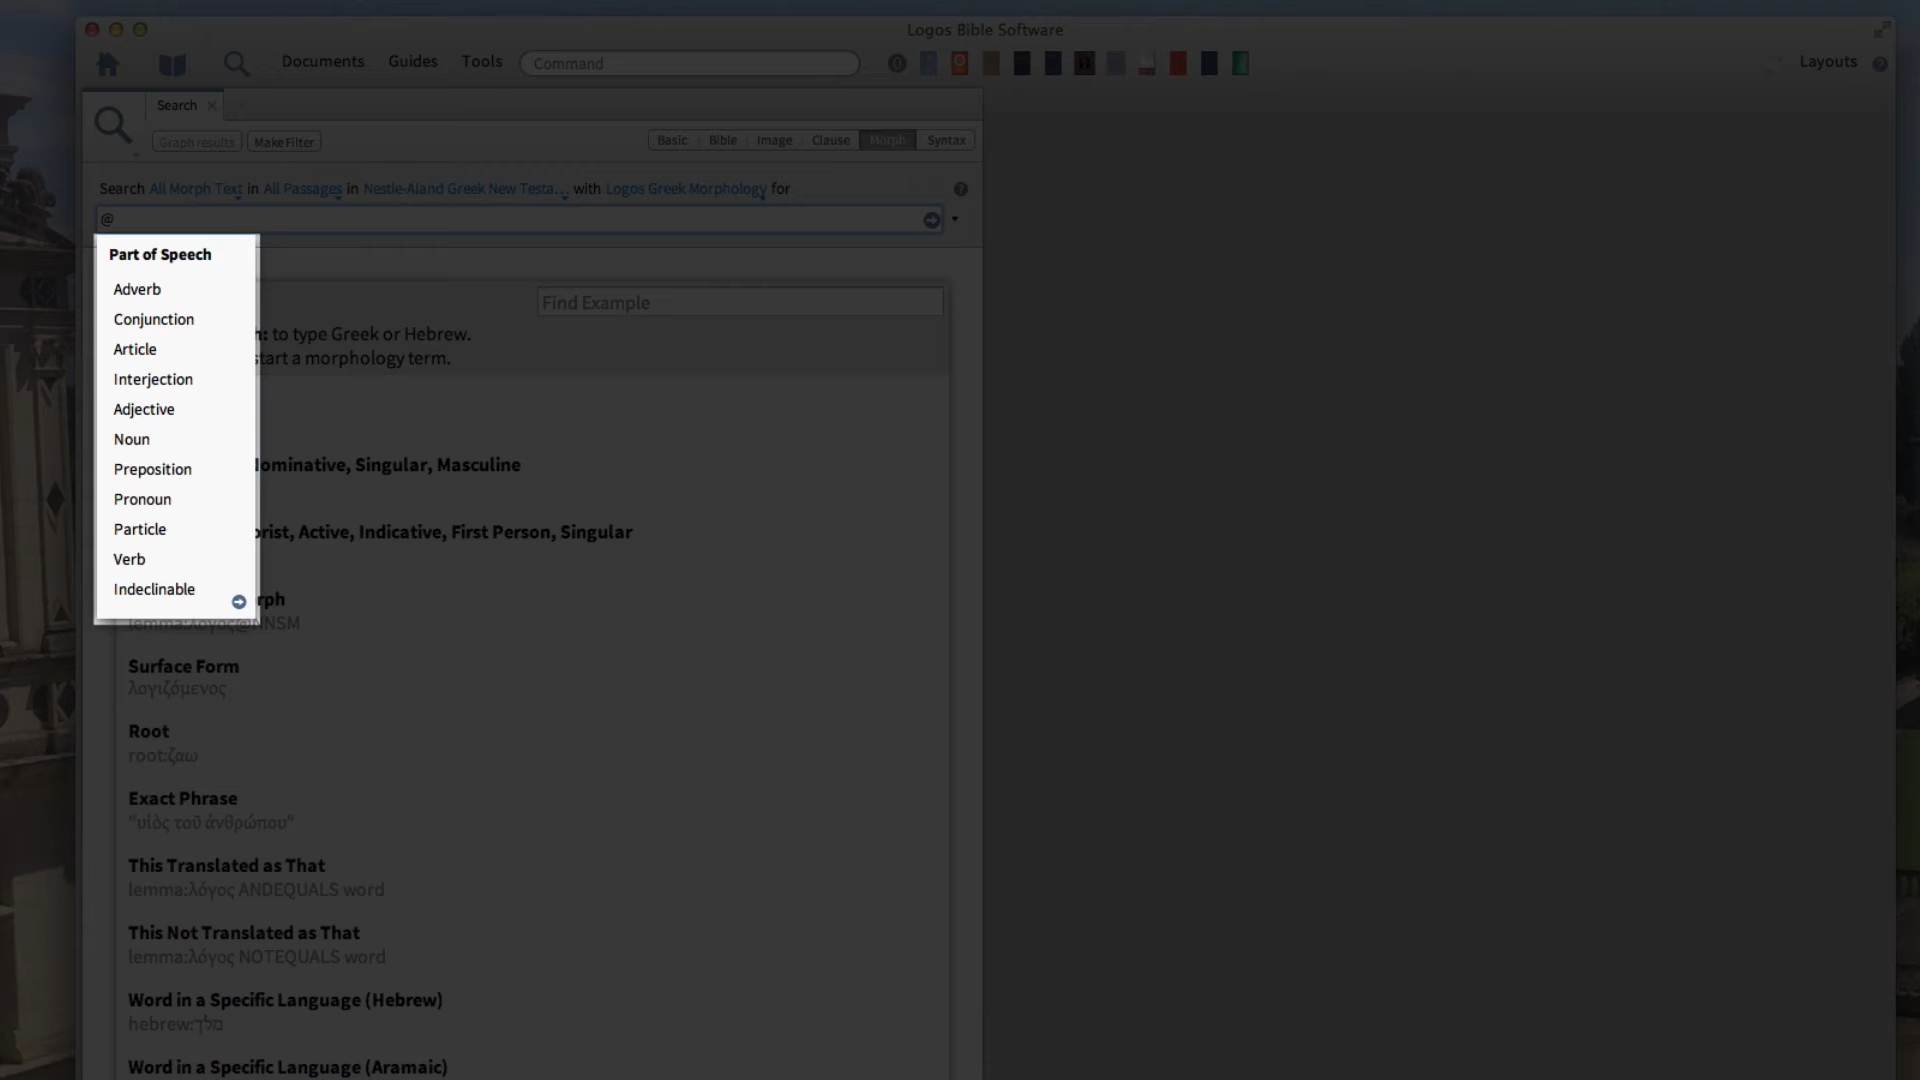 Logos Bible Software
Documents Guides Tools Command Layouts
Search
Graph results Make Filter Basic Bible Image Clause Morph Syntax
Search All Morph Text in All Passages in Nestle-Aland Greek New Testa... with Logos Greek Morphology for
@
Part of Speech
Adverb
Find Example
Conjunction
to type Greek or Hebrew.
Article
start a morphology term.
Interjection
Adjective
Noun
Preposition
ominative, Singular, Masculine
Pronoun
Particle
orist, Active, Indicative, First Person, Singular
Verb
Indeclinable
rph
lemma:λόγος@NNSM
Surface Form
λογιζόμενος
Root
root:ζαω
Exact Phrase
"υἱὸς τοῦ ἀνθρώπου"
This Translated as That
lemma:λόγος ANDEQUALS word
This Not Translated as That
lemma:λόγος NOTEQUALS word
Word in a Specific Language (Hebrew)
hebrew:מלך
Word in a Specific Language (Aramaic)